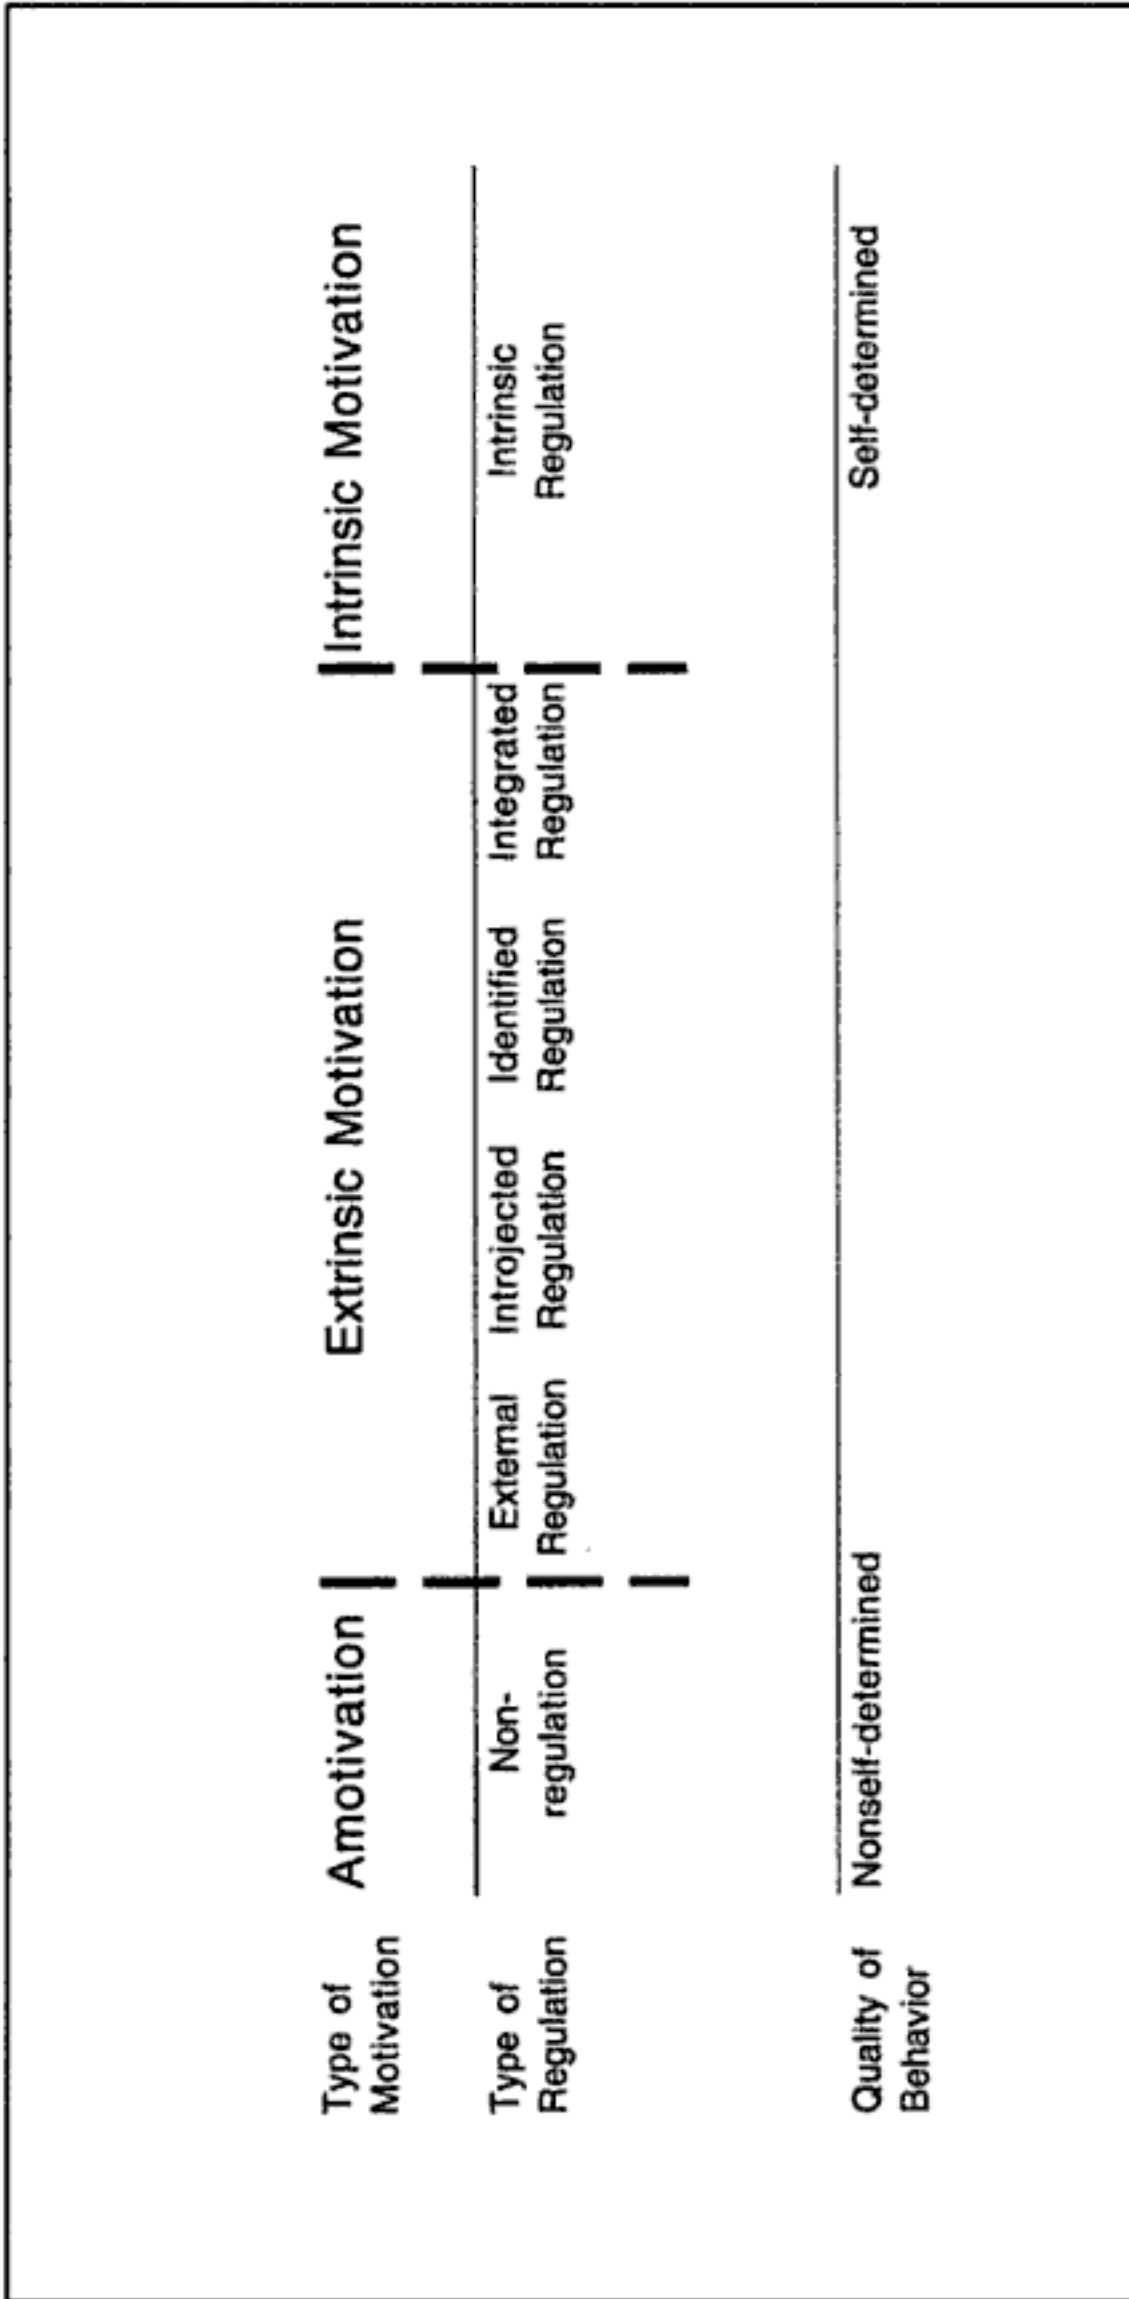 Type of
Motivation
Amotivation
Extrinsic Motivation
Intrinsic Motivation
Type of
Regulation
Non-
regulation
External
Regulation
Introjected
Regulation
Identified
Regulation
Integrated
Regulation
Intrinsic
Regulation
Quality of
Behavior
Nonself-determined
Self-determined